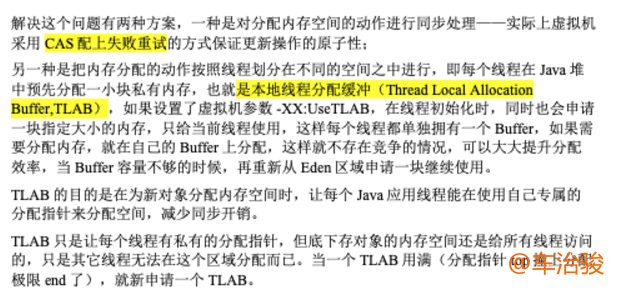 解决这个问题有两种方案，一种是对分配内存空间的动作进行同步处理——实际上虚拟机
采用 CAS 配上失败重试的方式保证更新操作的原子性；
另一种是把内存分配的动作按照线程划分在不同的空间之中进行，即每个线程在 Java 堆
中预先分配一小块私有内存，也就是本地线程分配缓冲（Thread Local Allocation
Buffer,TLAB），如果设置了虚拟机参数 -XX:UseTLAB，在线程初始化时，同时也会申请
一块指定大小的内存，只给当前线程使用，这样每个线程都单独拥有一个 Buffer，如果需
要分配内存，就在自己的 Buffer 上分配，这样就不存在竞争的情况，可以大大提升分配
效率，当 Buffer 容量不够的时候，再重新从 Eden 区域申请一块继续使用。
TLAB 的目的是在为新对象分配内存空间时，让每个 Java 应用线程能在使用自己专属的
分配指针来分配空间，减少同步开销。
TLAB 只是让每个线程有私有的分配指针，但底下存对象的内存空间还是给所有线程访问
的，只是其它线程无法在这个区域分配而已。当一个 TLAB 用满（分配指针 top 撞上分配
极限 end 了），就新申请一个 TLAB。
@车治骏